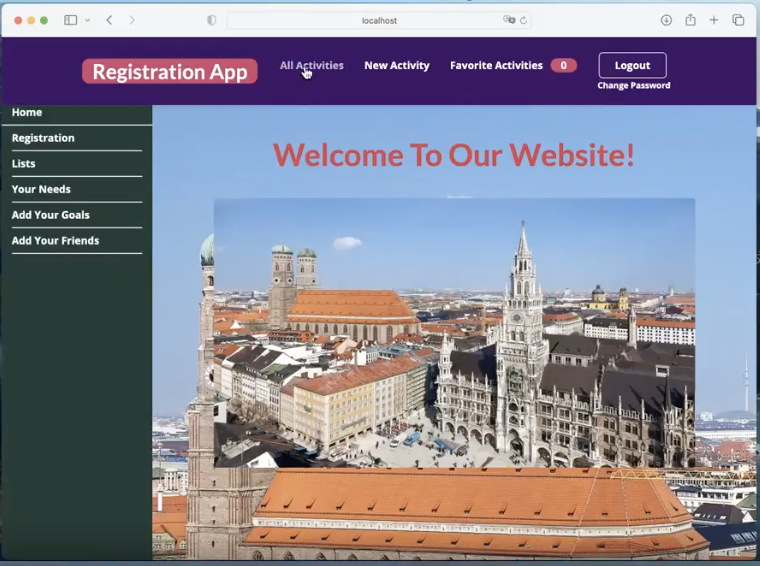 localhost
Registration App
All Activities
New Activity
Favorite Activities
0
Logout
Change Password
Home
Registration
Lists
Your Needs
Add Your Goals
Add Your Friends
Welcome To Our Website!